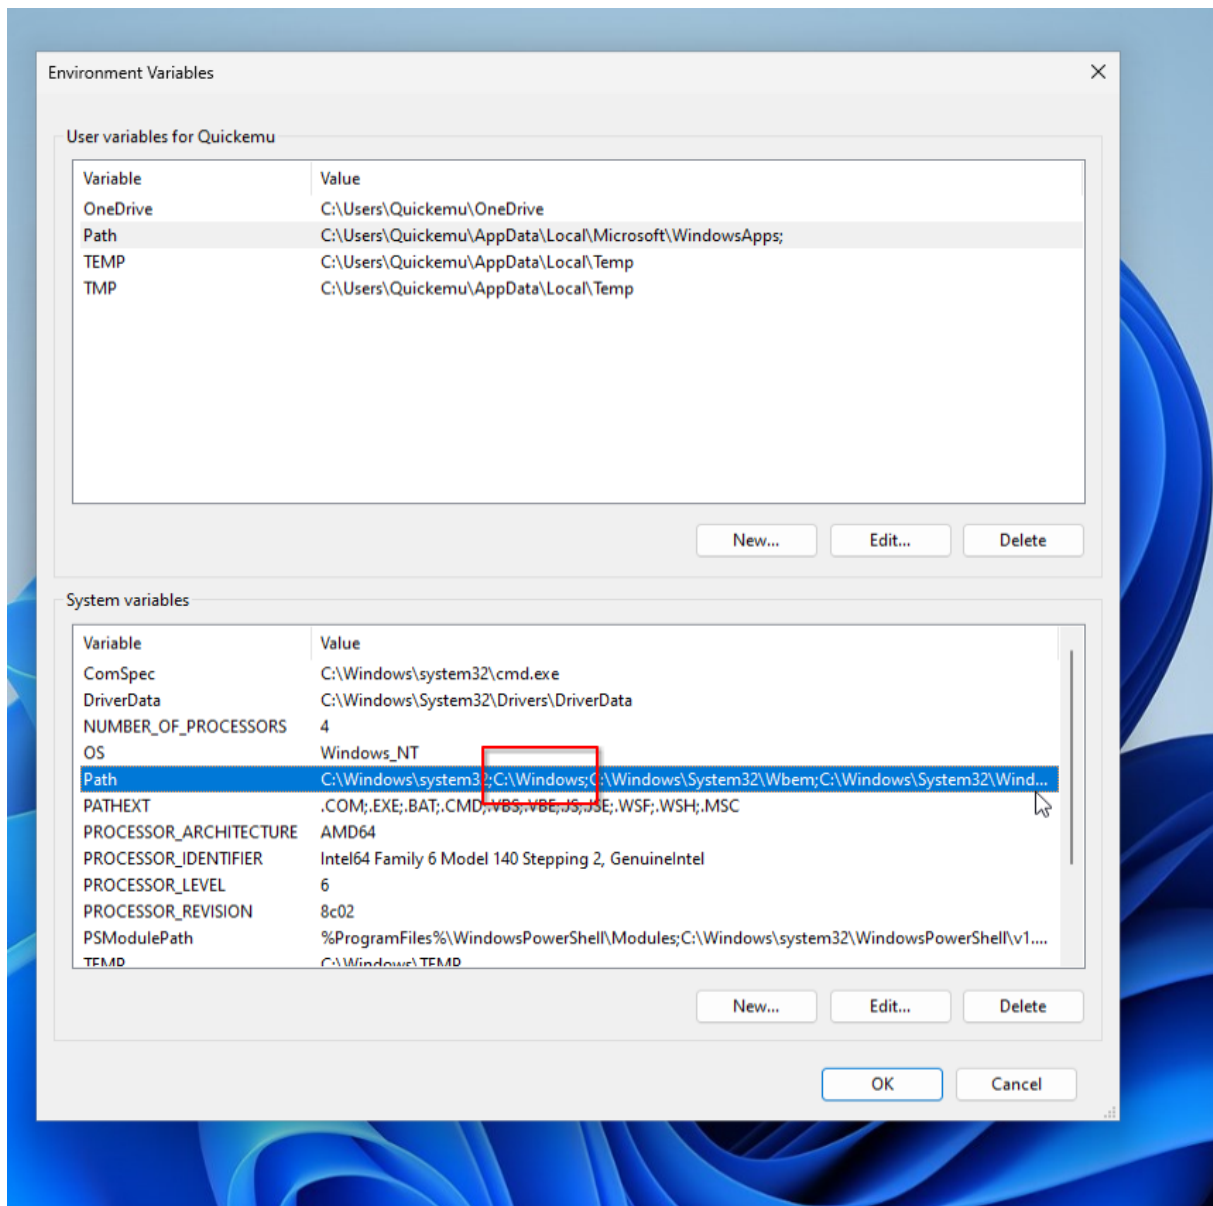 Environment Variables
User variables for Quickemu
Variable Value
OneDrive C:\Users\Quickemu\OneDrive
Path C:\Users\Quickemu\AppData\Local\Microsoft\WindowsApps;
TEMP C:\Users\Quickemu\AppData\Local\Temp
TMP C:\Users\Quickemu\AppData\Local\Temp
New... Edit... Delete
System variables
Variable Value
ComSpec C:\Windows\system32\cmd.exe
DriverData C:\Windows\System32\Drivers\DriverData
NUMBER_OF_PROCESSORS 4
OS Windows_NT
Path C:\Windows\system32;C:\Windows;C:\Windows\System32\Wbem;C:\Windows\System32\Wind...
PATHEXT .COM;.EXE;.BAT;.CMD;.VBS;.VBE;.JS;.JSE;.WSF;.WSH;.MSC
PROCESSOR_ARCHITECTURE AMD64
PROCESSOR_IDENTIFIER Intel64 Family 6 Model 140 Stepping 2, GenuineIntel
PROCESSOR_LEVEL 6
PROCESSOR_REVISION 8c02
PSModulePath %ProgramFiles%\WindowsPowerShell\Modules;C:\Windows\system32\WindowsPowerShell\v1....
TEMP C:\Windows\TEMP
New... Edit... Delete
OK Cancel